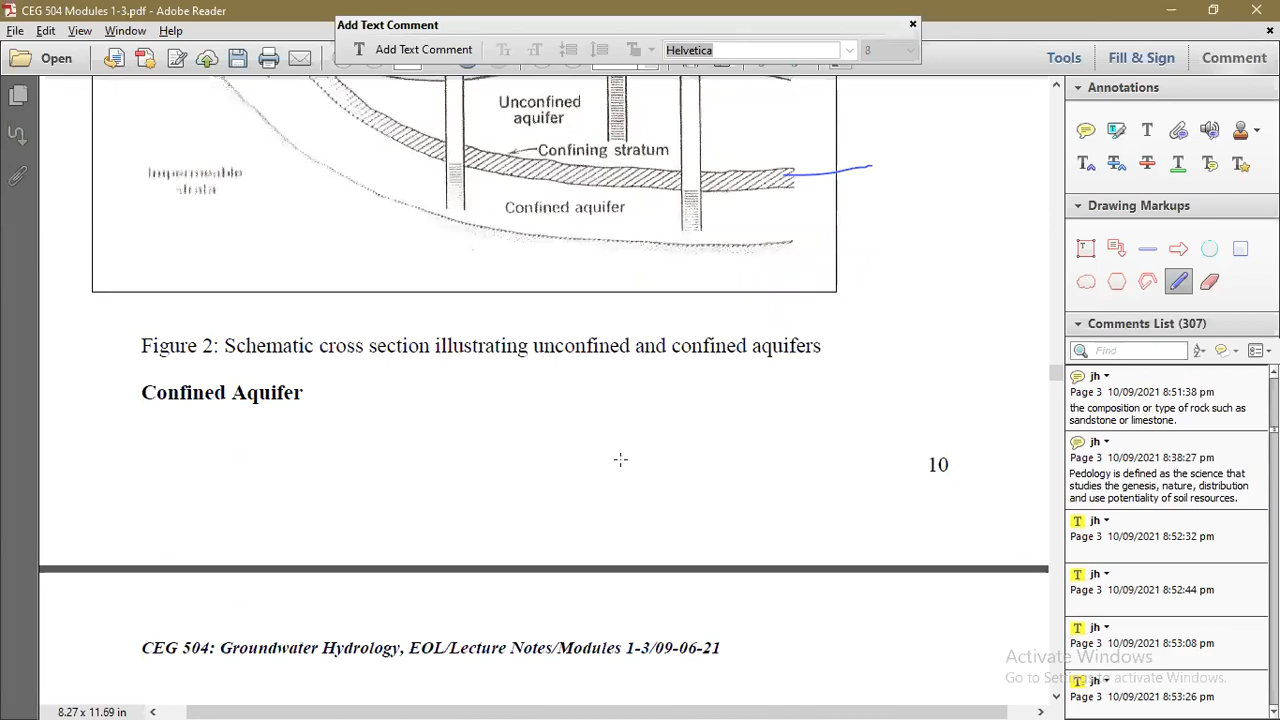 CEG 504 Modules 1-3.pdf - Adobe Reader
File Edit View Window Help
Add Text Comment
T Add Text Comment
Helvetica
8
Open
Tools Fill & Sign Comment
Unconfined
aquifer
Confining stratum
Impermeable
strata
Confined aquifer
Figure 2: Schematic cross section illustrating unconfined and confined aquifers
Confined Aquifer
10
CEG 504: Groundwater Hydrology, EOL/Lecture Notes/Modules 1-3/09-06-21
8.27 x 11.69 in
Annotations
Drawing Markups
Comments List (307)
Find
jh
Page 3 10/09/2021 8:51:38 pm
the composition or type of rock such as
sandstone or limestone.
jh
Page 3 10/09/2021 8:38:27 pm
Pedology is defined as the science that
studies the genesis, nature, distribution
and use potentiality of soil resources.
jh
Page 3 10/09/2021 8:52:32 pm
jh
Page 3 10/09/2021 8:52:44 pm
jh
Page 3 10/09/2021 8:53:08 pm
jh
Page 3 10/09/2021 8:53:26 pm
Activate Windows
Go to Settings to activate Windows.